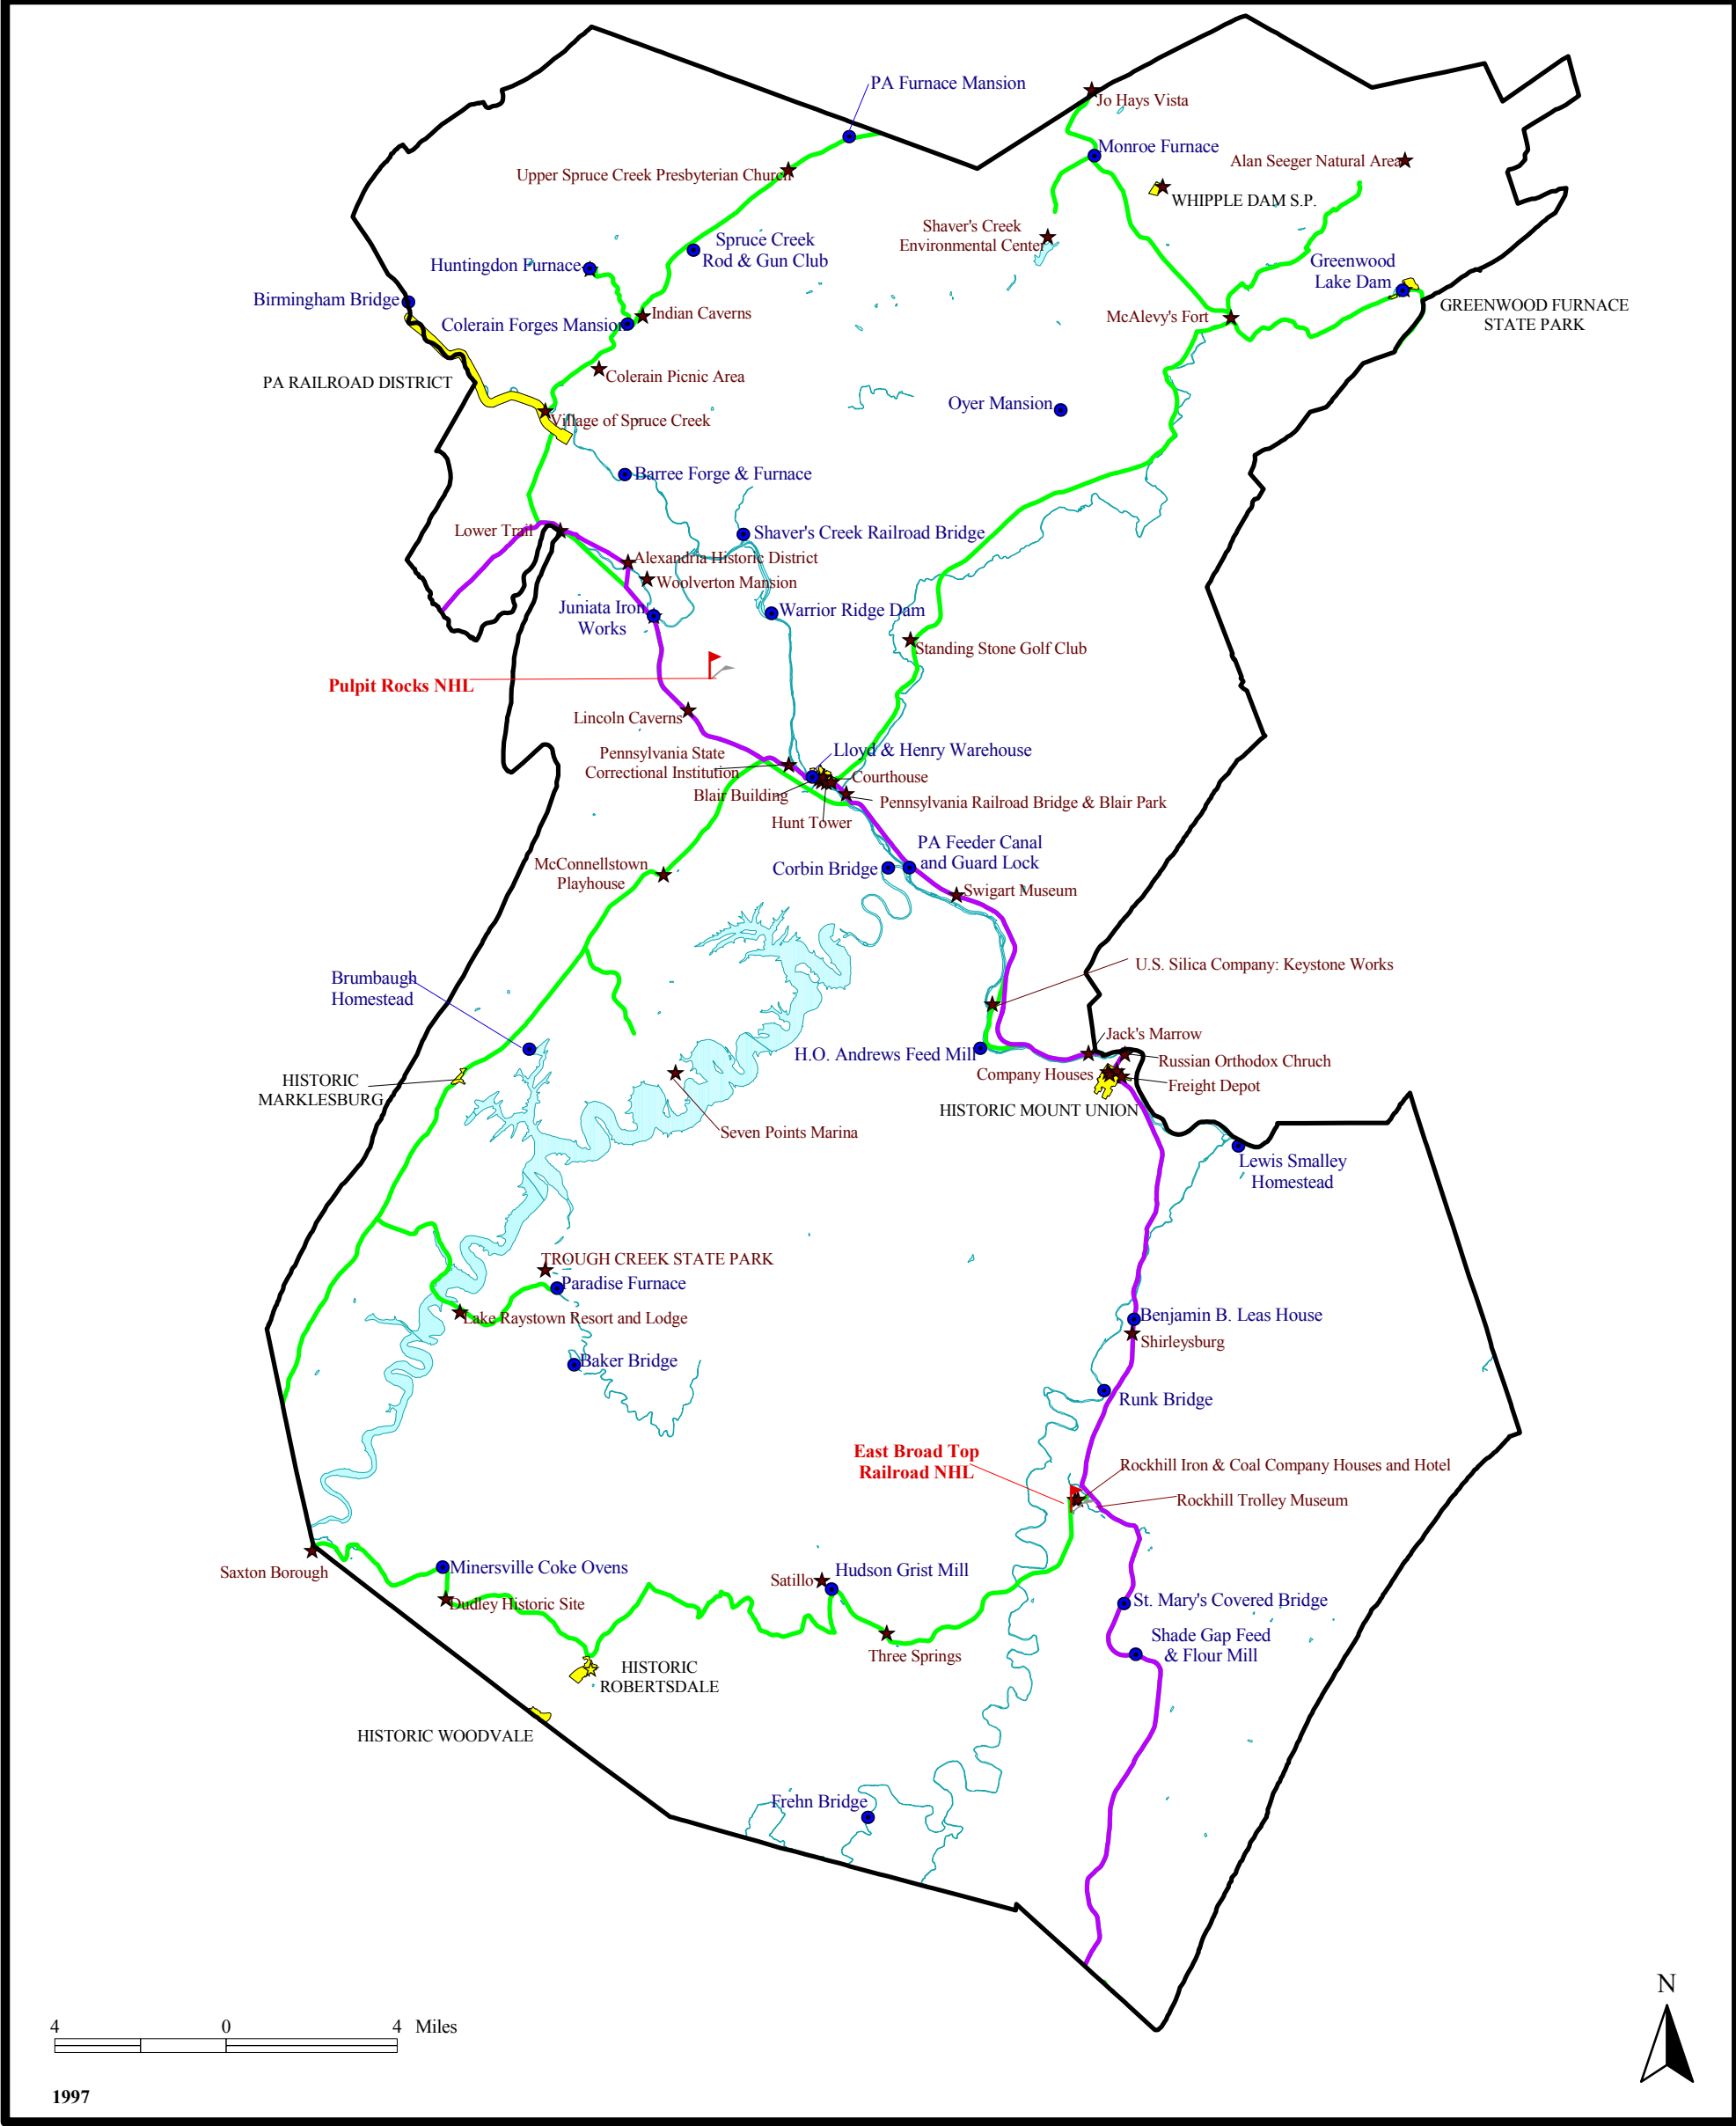 PA Furnace Mansion
Jo Hays Vista
Monroe Furnace
Alan Seeger Natural Area
Upper Spruce Creek Presbyterian Church
WHIPPLE DAM S.P.
Shaver's Creek
Environmental Center
Spruce Creek
Rod & Gun Club
Huntingdon Furnace
Greenwood
Lake Dam
Birmingham Bridge
GREENWOOD FURNACE
STATE PARK
Indian Caverns
Colerain Forges Mansion
McAlevy's Fort
Colerain Picnic Area
PA RAILROAD DISTRICT
Oyer Mansion
Village of Spruce Creek
Barree Forge & Furnace
Lower Trail
Shaver's Creek Railroad Bridge
Alexandria Historic District
Woolverton Mansion
Juniata Iron
Works
Warrior Ridge Dam
Standing Stone Golf Club
Pulpit Rocks NHL
Lincoln Caverns
Pennsylvania State
Correctional Institution
Lloyd & Henry Warehouse
Courthouse
Blair Building
Pennsylvania Railroad Bridge & Blair Park
Hunt Tower
PA Feeder Canal
and Guard Lock
McConnellstown
Playhouse
Corbin Bridge
Swigart Museum
U.S. Silica Company: Keystone Works
Brumbaugh
Homestead
Jack's Marrow
H.O. Andrews Feed Mill
Russian Orthodox Chruch
Company Houses
Freight Depot
HISTORIC
MARKLESBURG
HISTORIC MOUNT UNION
Seven Points Marina
Lewis Smalley
Homestead
TROUGH CREEK STATE PARK
Paradise Furnace
Lake Raystown Resort and Lodge
Benjamin B. Leas House
Shirleysburg
Baker Bridge
Runk Bridge
East Broad Top
Railroad NHL
Rockhill Iron & Coal Company Houses and Hotel
Rockhill Trolley Museum
Saxton Borough
Minersville Coke Ovens
Satillo
Hudson Grist Mill
Dudley Historic Site
St. Mary's Covered Bridge
Shade Gap Feed
& Flour Mill
Three Springs
HISTORIC
ROBERTSDALE
HISTORIC WOODVALE
Frehn Bridge
N
4 0 4 Miles
1997